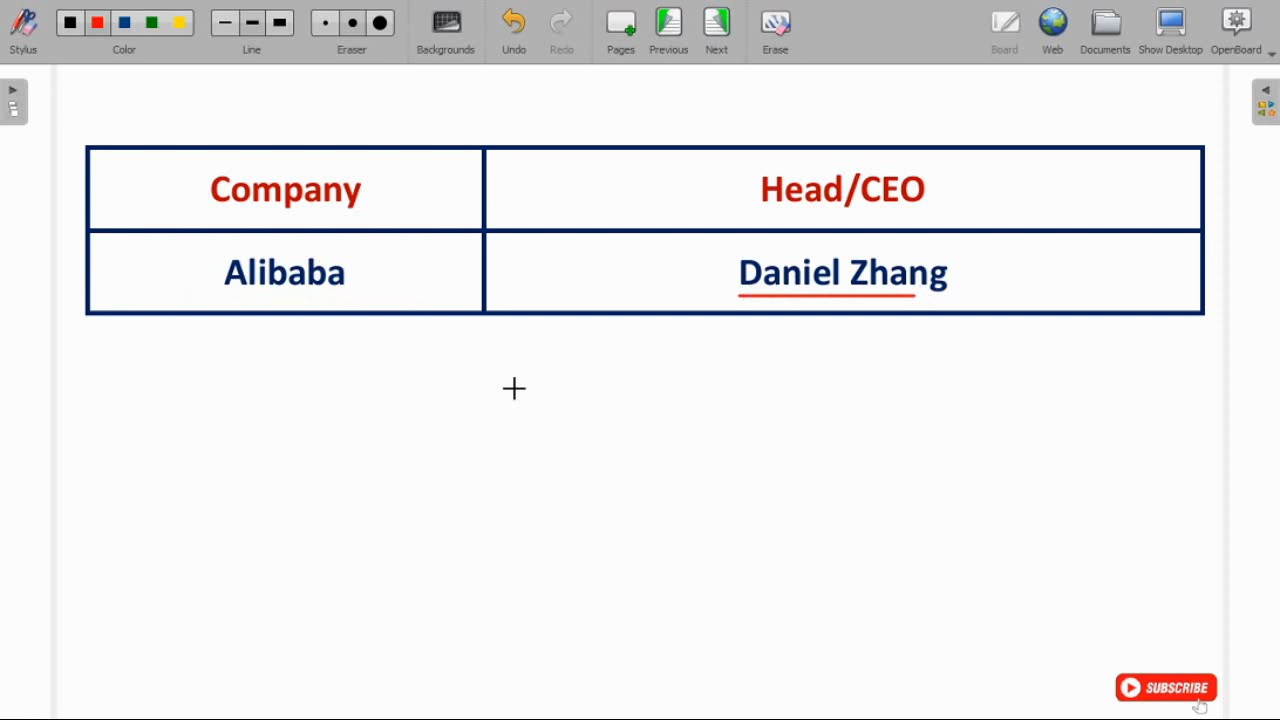 Stylus Color Line Eraser Backgrounds Undo Redo Pages Previous Next Erase Board Web Documents Show Desktop OpenBoard
Company Head/CEO
Alibaba Daniel Zhang
SUBSCRIBE